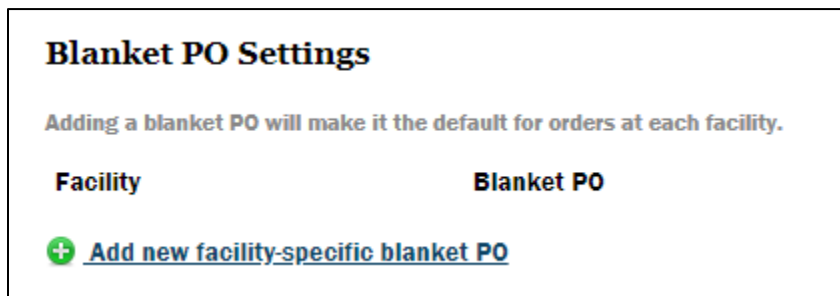 Blanket PO Settings
Adding a blanket PO will make it the default for orders at each facility.
Facility Blanket PO
Add new facility-specific blanket PO